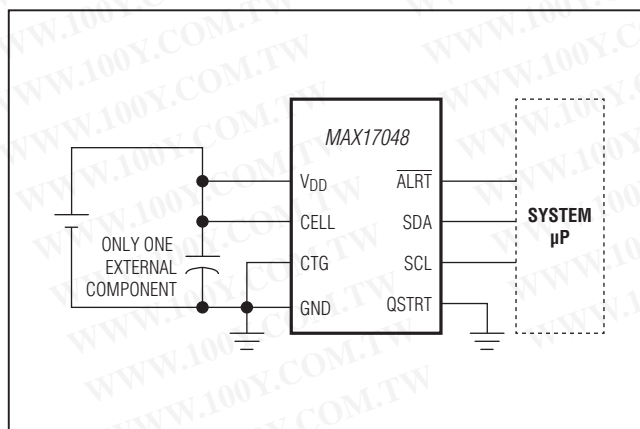 MAX17048
VDD
CELL
CTG
GND
ALRT
SDA
SCL
QSTRT
ONLY ONE
EXTERNAL
COMPONENT
SYSTEM
µP
WWW.100Y.COM.TW